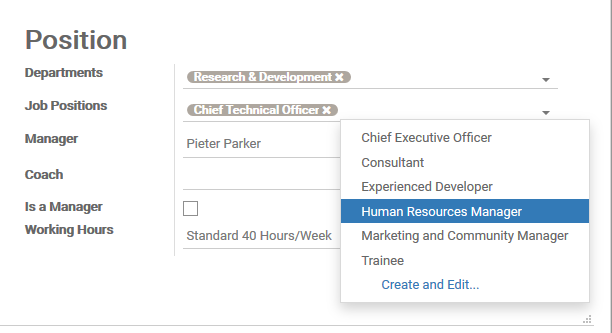 Position
Departments
Research & Development ×
Job Positions
Chief Technical Officer ×
Manager
Pieter Parker
Coach
Is a Manager
Working Hours
Standard 40 Hours/Week
Chief Executive Officer
Consultant
Experienced Developer
Human Resources Manager
Marketing and Community Manager
Trainee
Create and Edit...